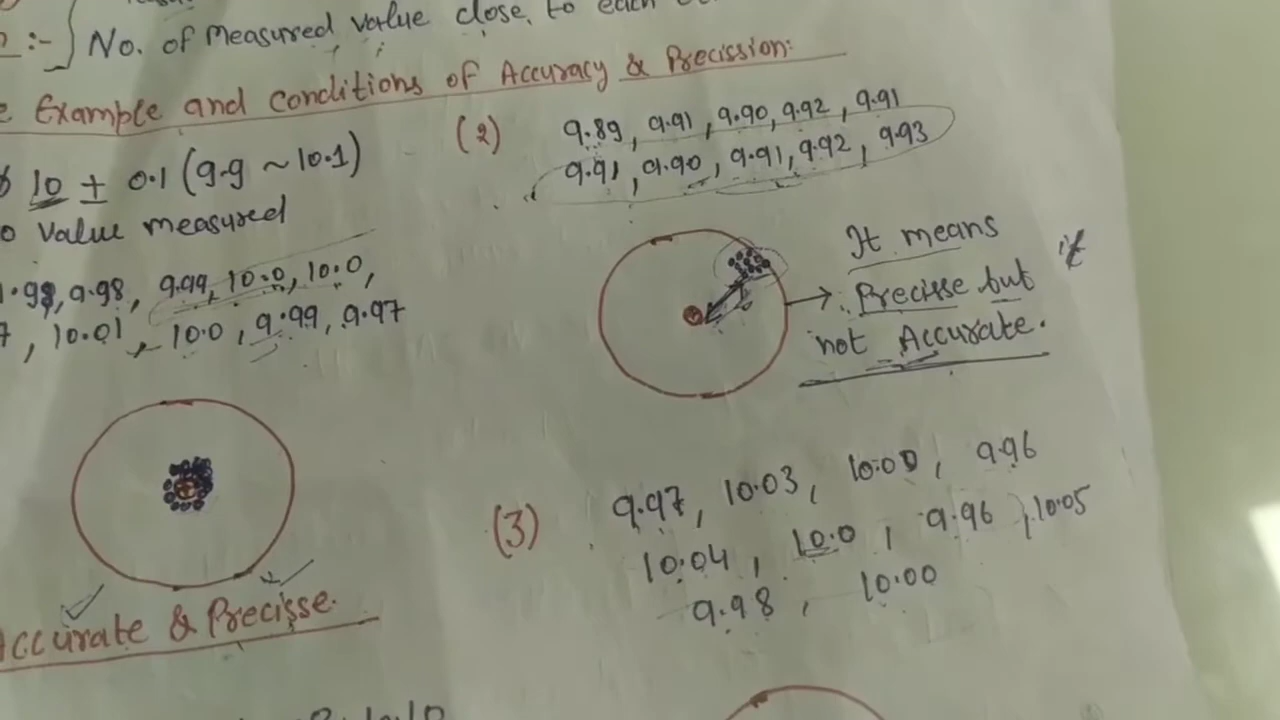 :- No. of Measured value close to each
Example and conditions of Accuracy & Precission:
10 ± 0.1 (9.9 ~ 10.1)
Value measured
9.98, 9.99, 10.0, 10.0,
, 10.01, 10.0, 9.99, 9.97
Accurate & Precisse.
(2) 9.89, 9.91, 9.90, 9.92, 9.91
9.91, 9.90, 9.91, 9.92, 9.93
It means
Precisse but
not Accurate.
(3) 9.97, 10.03, 10.00, 9.96
10.04, 10.0, 9.96, 10.05
9.98, 10.00